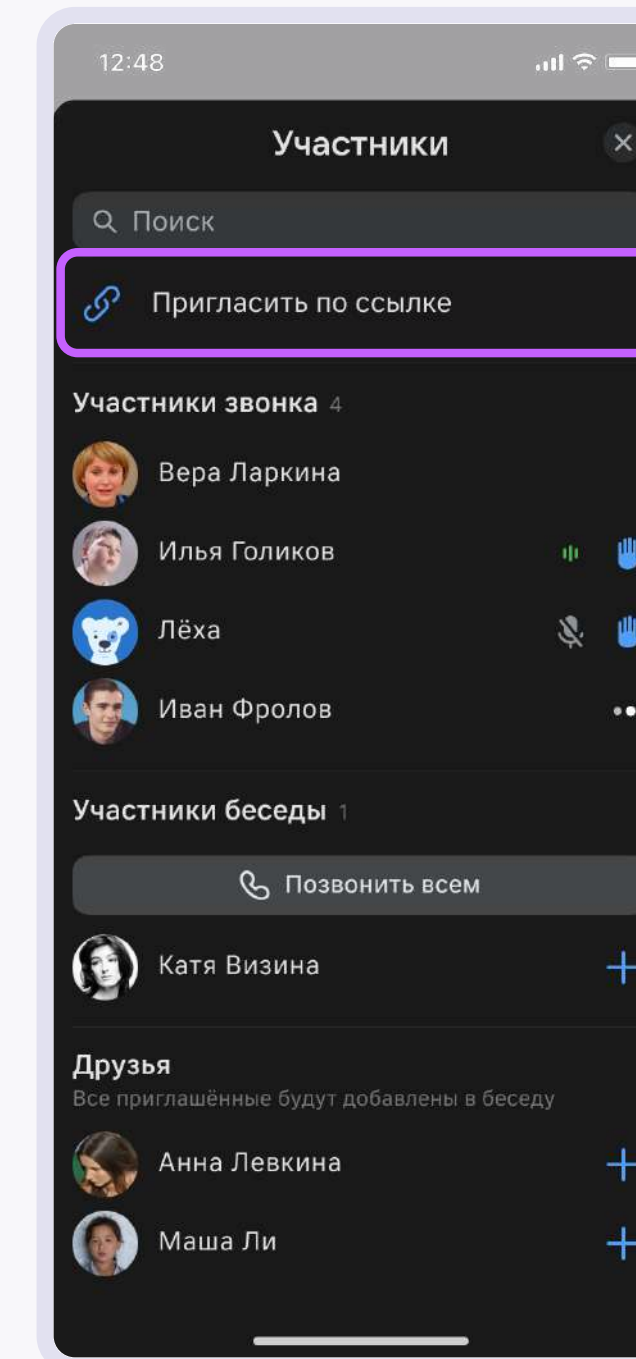 12:48
Участники
Поиск
Пригласить по ссылке
Участники звонка 4
Вера Ларкина
Илья Голиков
Лёха
Иван Фролов
Участники беседы 1
Позвонить всем
Катя Визина
Друзья
Все приглашённые будут добавлены в беседу
Анна Левкина
Маша Ли